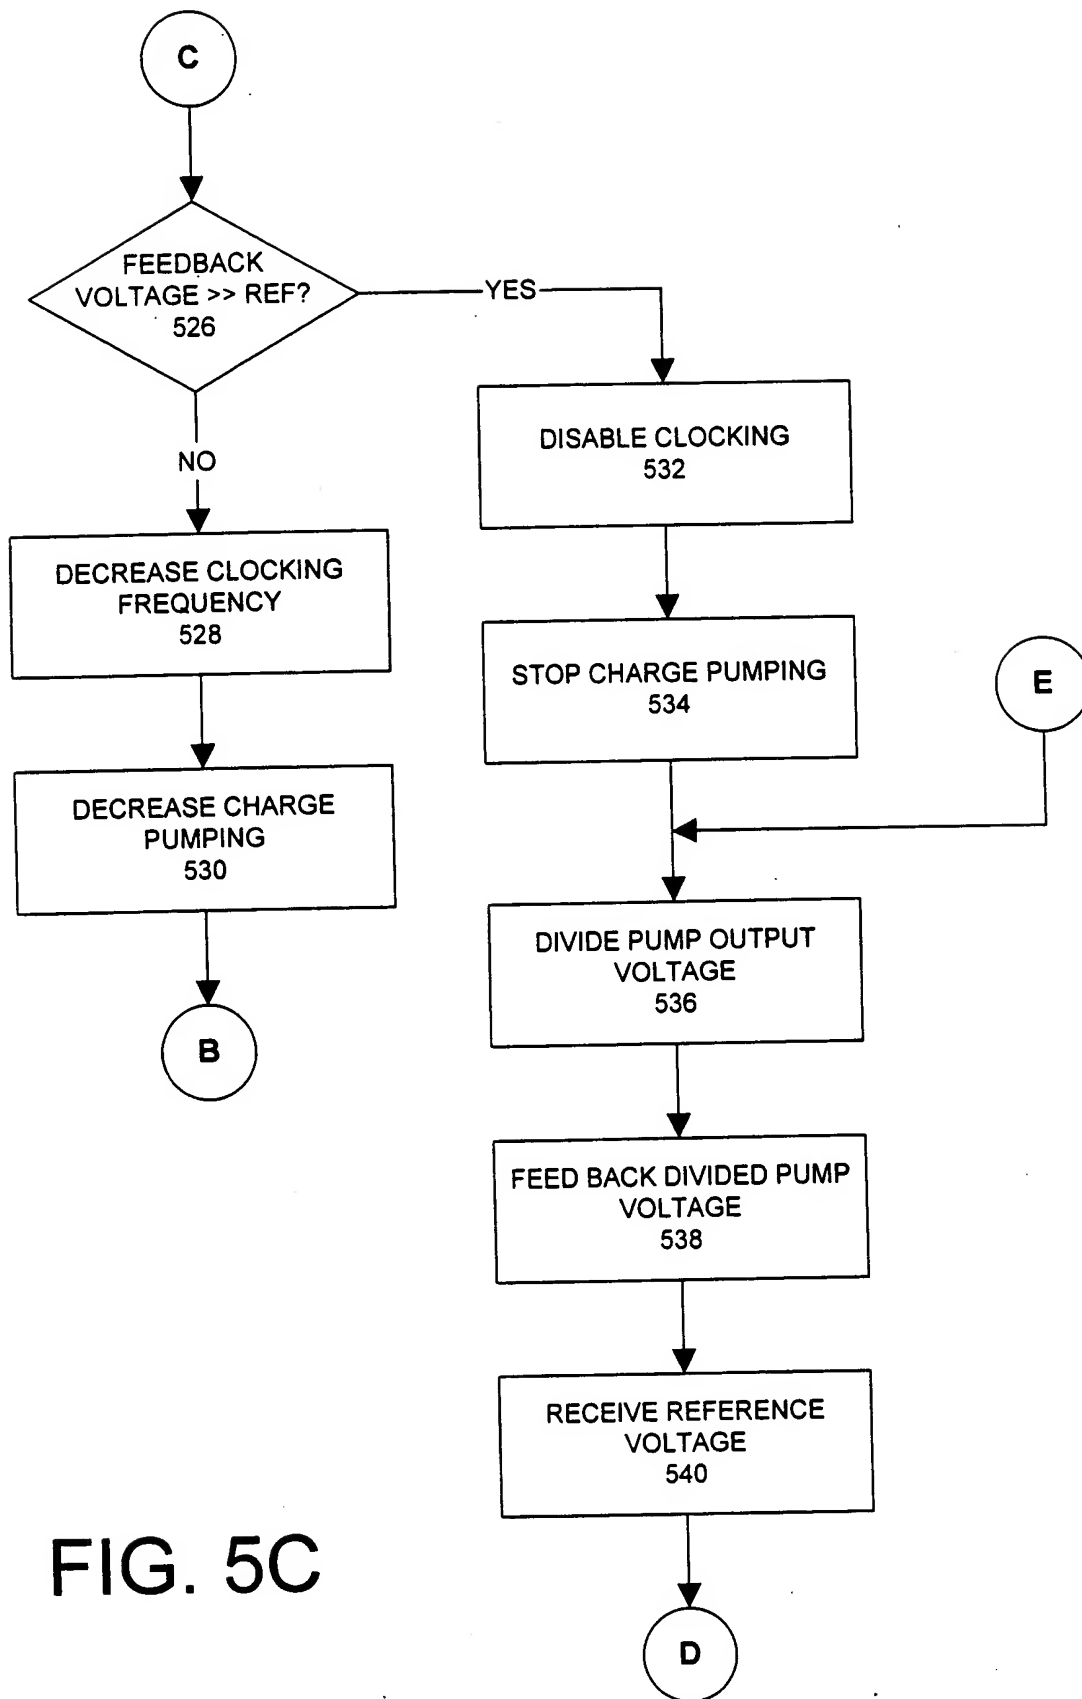 C
FEEDBACK
VOLTAGE >> REF?
526
YES
NO
DISABLE CLOCKING
532
DECREASE CLOCKING
FREQUENCY
528
STOP CHARGE PUMPING
534
E
DECREASE CHARGE
PUMPING
530
DIVIDE PUMP OUTPUT
VOLTAGE
536
B
FEED BACK DIVIDED PUMP
VOLTAGE
538
RECEIVE REFERENCE
VOLTAGE
540
FIG. 5C
D